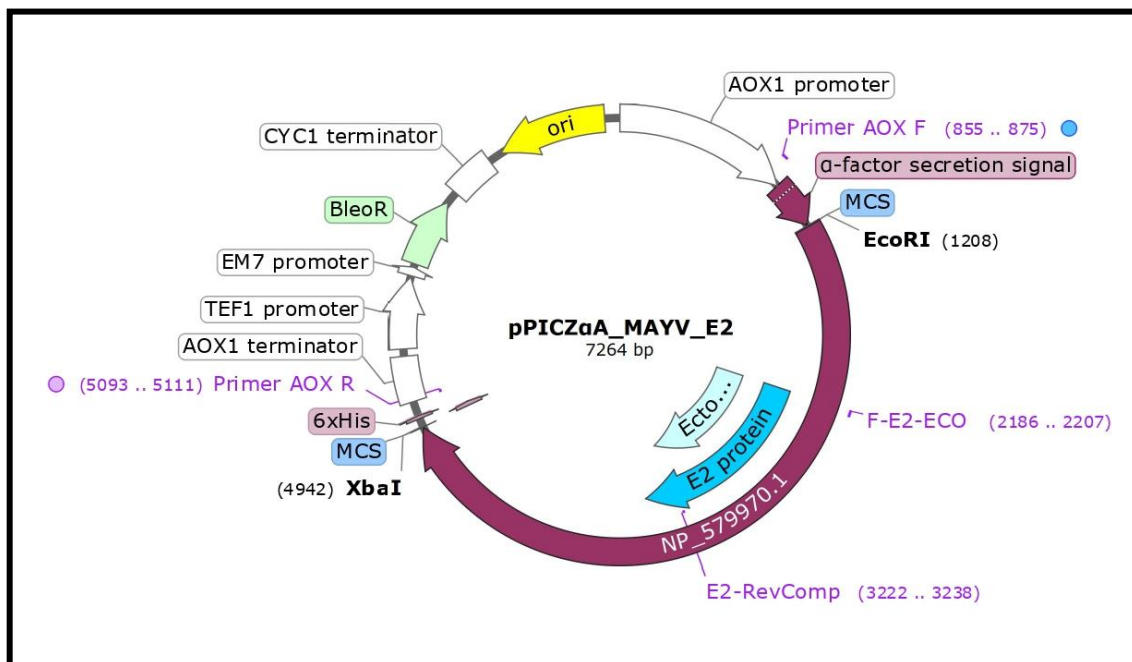 AOX1 promoter
Primer AOX F (855 .. 875)
α-factor secretion signal
MCS
EcoRI (1208)
ori
CYC1 terminator
BleoR
EM7 promoter
TEF1 promoter
AOX1 terminator
(5093 .. 5111) Primer AOX R
6xHis
MCS
(4942) XbaI
pPICZαA_MAYV_E2
7264 bp
Ecto...
E2 protein
NP_579970.1
F-E2-ECO (2186 .. 2207)
E2-RevComp (3222 .. 3238)